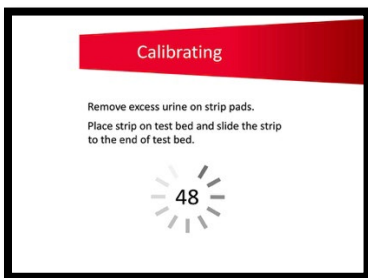 Calibrating
Remove excess urine on strip pads.
Place strip on test bed and slide the strip
to the end of test bed.
48